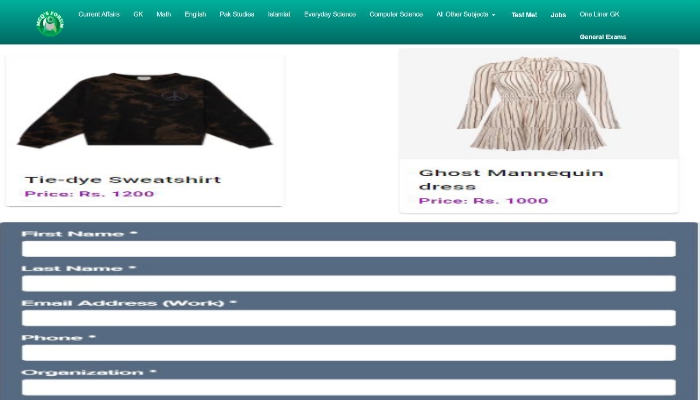 MCQ'S FORUM
Current Affairs GK Math English Pak Studies Islamiat Everyday Science Computer Science All Other Subjects Test Me! Jobs One Liner GK
General Exams
Tie-dye Sweatshirt
Price: Rs. 1200
Ghost Mannequin
dress
Price: Rs. 1000
First Name *
Last Name *
Email Address (Work) *
Phone *
Organization *